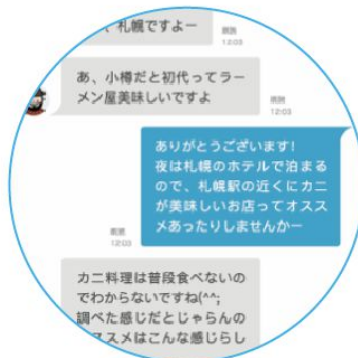 、札幌ですよー
既読
12:03
あ、小樽だと初代ってラー
メン屋美味しいですよ
既読
12:03
ありがとうございます!
夜は札幌のホテルで泊まる
ので、札幌駅の近くにカニ
が美味しいお店ってオスス
メあったりしませんかー
既読
12:03
カニ料理は普段食べないの
でわからないですね(^^;
調べた感じだとじゃらんの
ススメはこんな感じらし